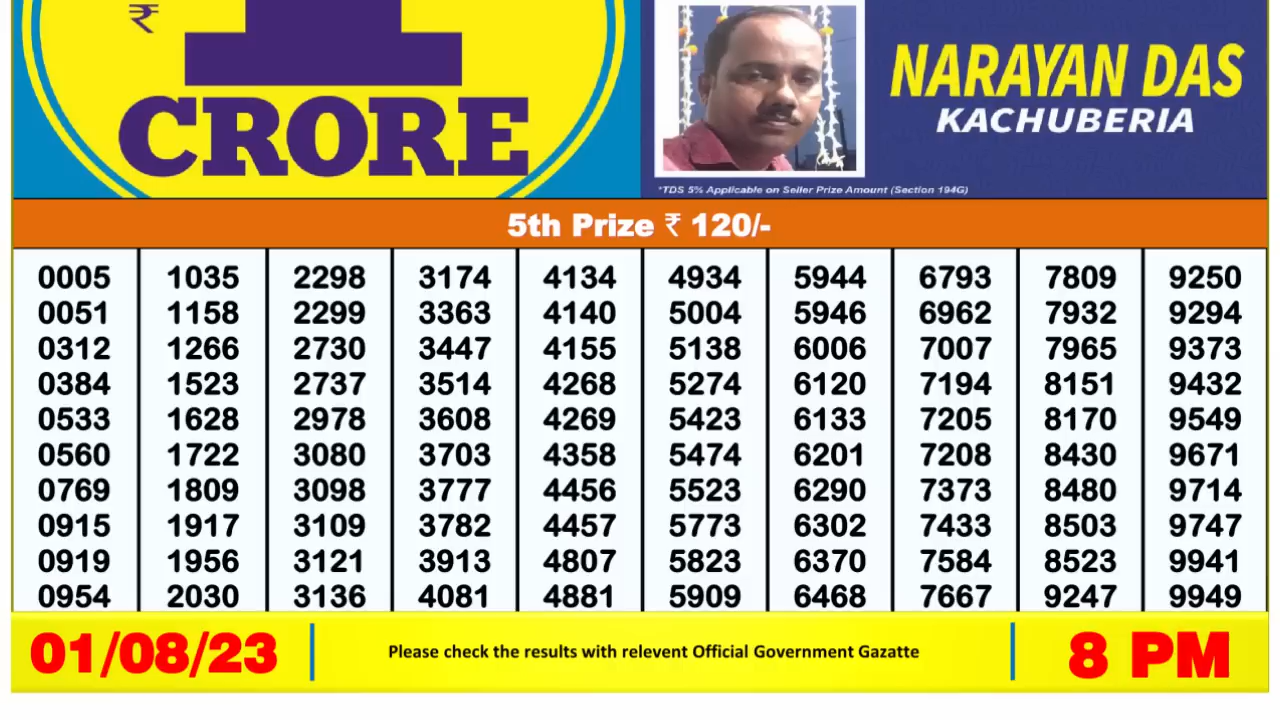 ₹
1
CRORE
NARAYAN DAS
KACHUBERIA
*TDS 5% Applicable on Seller Prize Amount (Section 194G)
5th Prize ₹ 120/-
0005 1035 2298 3174 4134 4934 5944 6793 7809 9250
0051 1158 2299 3363 4140 5004 5946 6962 7932 9294
0312 1266 2730 3447 4155 5138 6006 7007 7965 9373
0384 1523 2737 3514 4268 5274 6120 7194 8151 9432
0533 1628 2978 3608 4269 5423 6133 7205 8170 9549
0560 1722 3080 3703 4358 5474 6201 7208 8430 9671
0769 1809 3098 3777 4456 5523 6290 7373 8480 9714
0915 1917 3109 3782 4457 5773 6302 7433 8503 9747
0919 1956 3121 3913 4807 5823 6370 7584 8523 9941
0954 2030 3136 4081 4881 5909 6468 7667 9247 9949
01/08/23
Please check the results with relevent Official Government Gazatte
8 PM